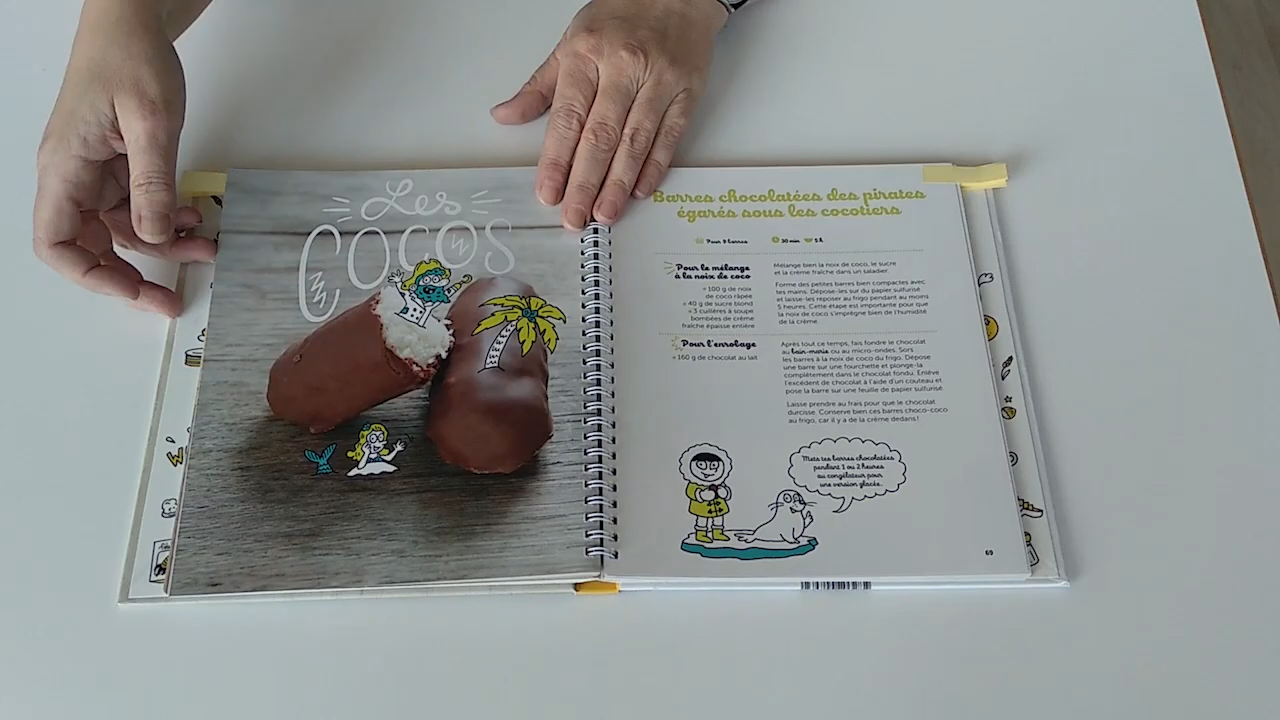 Les
COCOS
Barres chocolatées des pirates
égarés sous les cocotiers
Pour 9 barres
30 min
5 h
Pour le mélange
à la noix de coco
• 100 g de noix
de coco râpée
• 40 g de sucre blond
• 3 cuillères à soupe
bombées de crème
fraîche épaisse entière
Mélange bien la noix de coco, le sucre
et la crème fraîche dans un saladier.
Forme des petites barres bien compactes avec
tes mains. Dépose-les sur du papier sulfurisé
et laisse-les reposer au frigo pendant au moins
5 heures. Cette étape est importante pour que
la noix de coco s'imprègne bien de l'humidité
de la crème.
Pour l'enrobage
• 160 g de chocolat au lait
Après tout ce temps, fais fondre le chocolat
au bain-marie ou au micro-ondes. Sors
les barres à la noix de coco du frigo. Dépose
une barre sur une fourchette et plonge-la
complètement dans le chocolat fondu. Enlève
l'excédent de chocolat à l'aide d'un couteau et
pose la barre sur une feuille de papier sulfurisé.
Laisse prendre au frais pour que le chocolat
durcisse. Conserve bien ces barres choco-coco
au frigo, car il y a de la crème dedans !
Mets tes barres chocolatées
pendant 1 ou 2 heures
au congélateur pour
une version glacée.
69